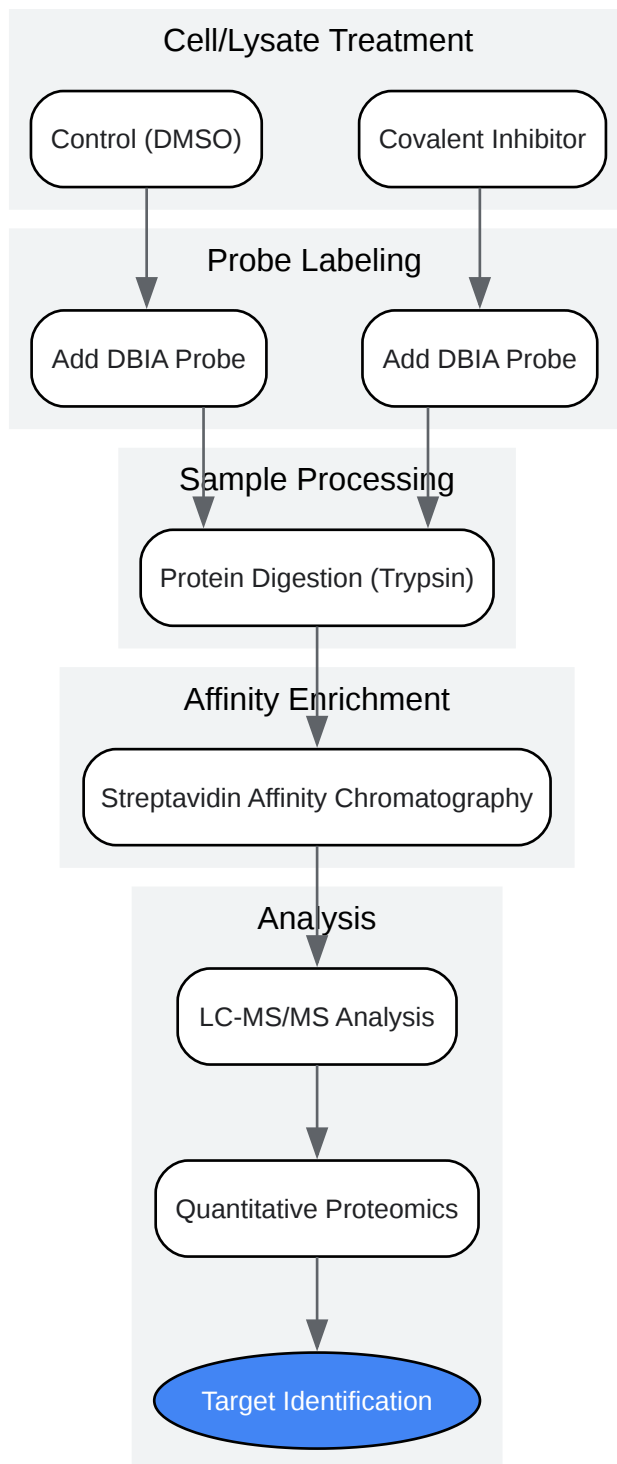 Cell/Lysate Treatment
Control (DMSO)
Covalent Inhibitor
Probe Labeling
Add DBIA Probe
Add DBIA Probe
Sample Processing
Protein Digestion (Trypsin)
Affinity Enrichment
Streptavidin Affinity Chromatography
Analysis
LC-MS/MS Analysis
Quantitative Proteomics
Target Identification